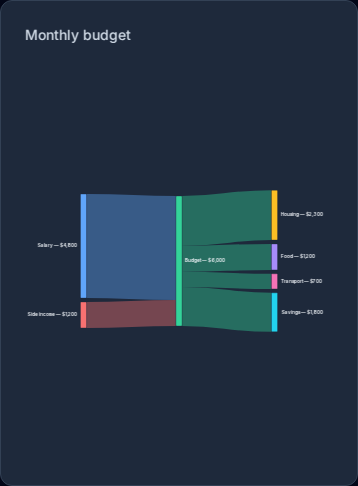 Monthly budget
Housing — $2,300
Salary — $4,800
Food — $1,200
Budget — $6,000
Transport — $700
Side income — $1,200
Savings — $1,800